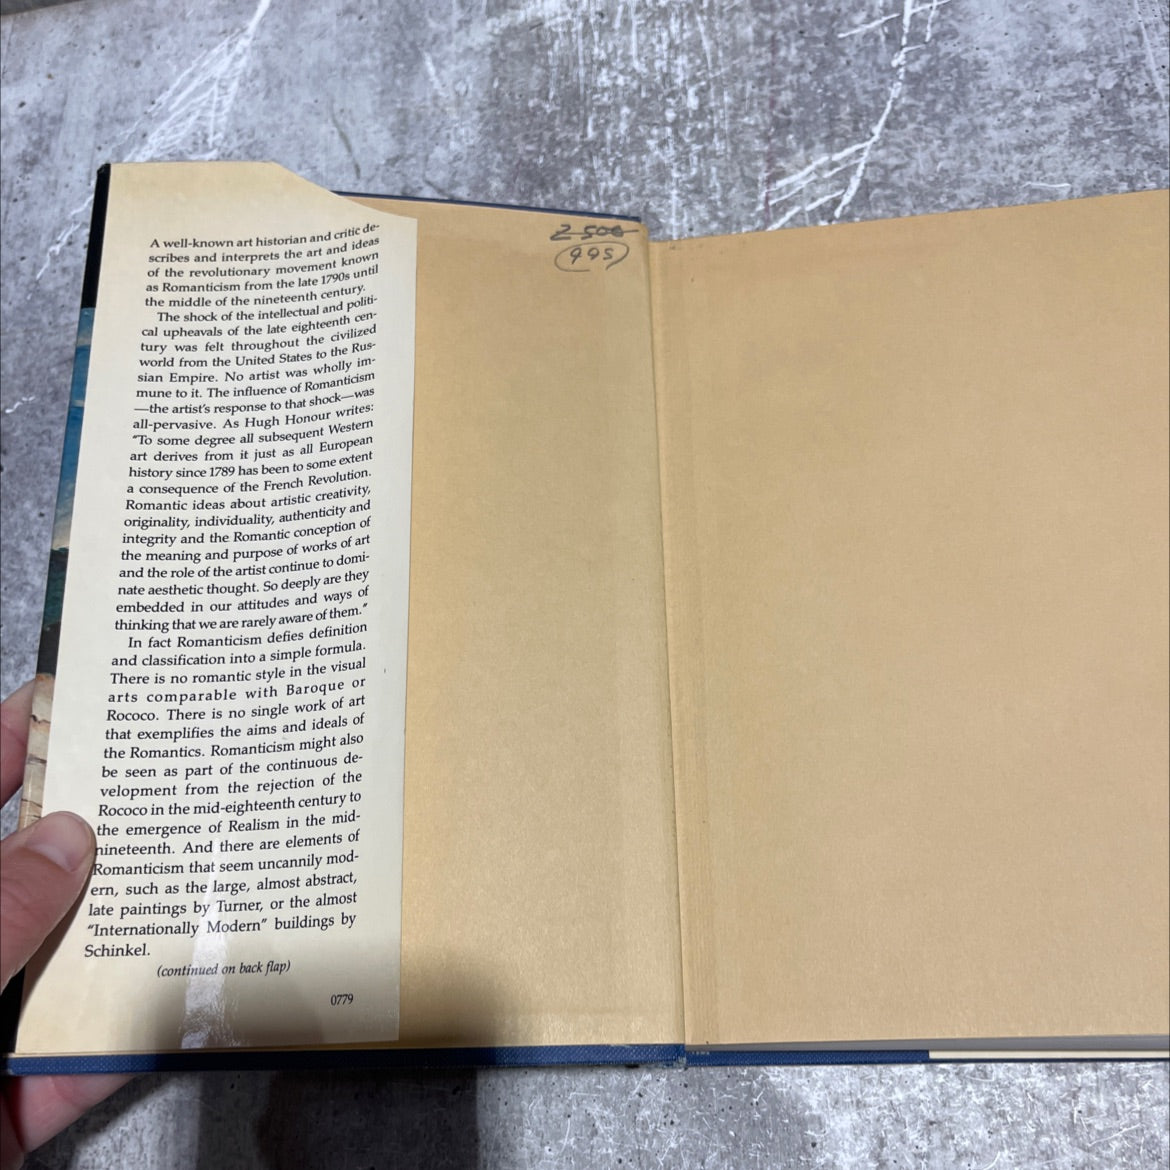 A well-known art historian and critic de-
scribes and interprets the art and ideas
of the revolutionary movement known
as Romanticism from the late 1790s until
the middle of the nineteenth century.
The shock of the intellectual and politi-
cal upheavals of the late eighteenth cen-
tury was felt throughout the civilized
world from the United States to the Rus-
sian Empire. No artist was wholly im-
mune to it. The influence of Romanticism
—the artist's response to that shock—was
all-pervasive. As Hugh Honour writes:
"To some degree all subsequent Western
art derives from it just as all European
history since 1789 has been to some extent
a consequence of the French Revolution.
Romantic ideas about artistic creativity,
originality, individuality, authenticity and
integrity and the Romantic conception of
the meaning and purpose of works of art
and the role of the artist continue to domi-
nate aesthetic thought. So deeply are they
embedded in our attitudes and ways of
thinking that we are rarely aware of them."
In fact Romanticism defies definition
and classification into a simple formula.
There is no romantic style in the visual
arts comparable with Baroque or
Rococo. There is no single work of art
that exemplifies the aims and ideals of
the Romantics. Romanticism might also
be seen as part of the continuous de-
velopment from the rejection of the
Rococo in the mid-eighteenth century to
the emergence of Realism in the mid-
nineteenth. And there are elements of
Romanticism that seem uncannily mod-
ern, such as the large, almost abstract,
late paintings by Turner, or the almost
"Internationally Modern" buildings by
Schinkel.
(continued on back flap)
0779
995